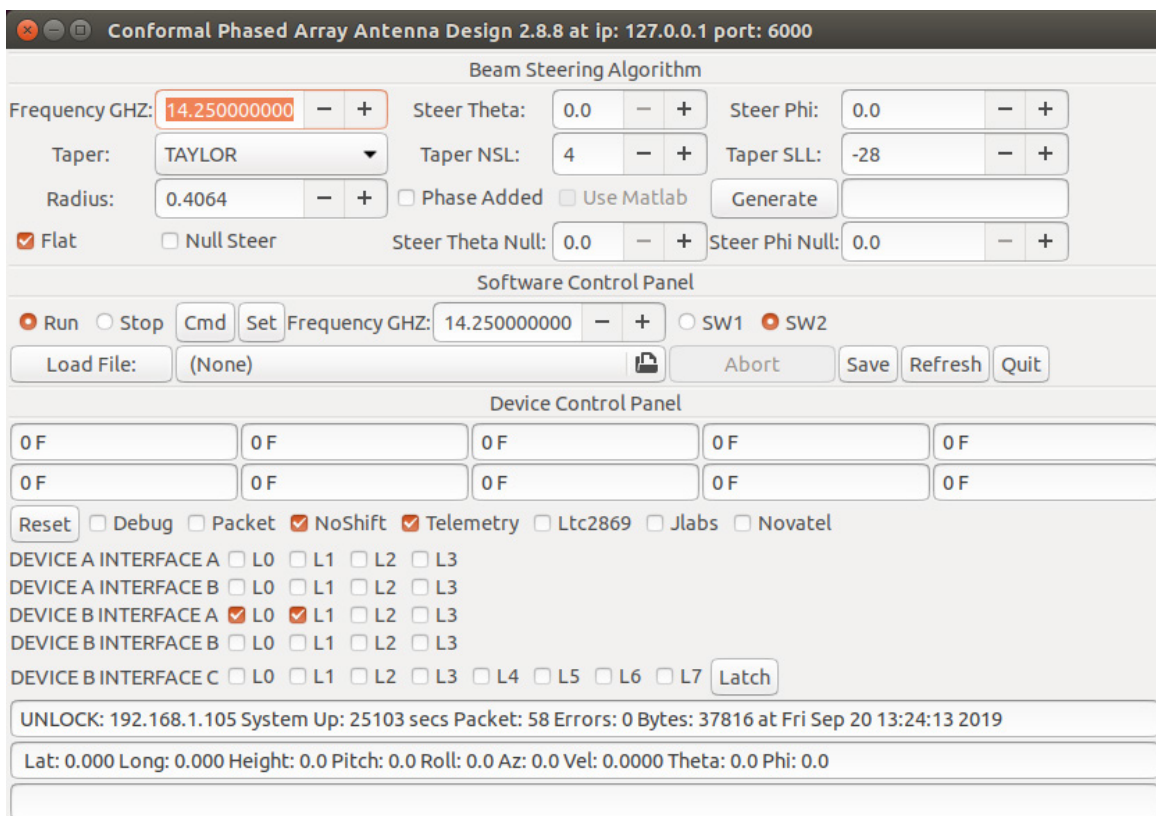 Conformal Phased Array Antenna Design 2.8.8 at ip: 127.0.0.1 port: 6000
Beam Steering Algorithm
Frequency GHZ: 14.250000000 − + Steer Theta: 0.0 − + Steer Phi: 0.0 − +
Taper: TAYLOR Taper NSL: 4 − + Taper SLL: -28 − +
Radius: 0.4064 − + Phase Added Use Matlab Generate
Flat Null Steer Steer Theta Null: 0.0 − + Steer Phi Null: 0.0 − +
Software Control Panel
Run Stop Cmd Set Frequency GHZ: 14.250000000 − + SW1 SW2
Load File: (None) Abort Save Refresh Quit
Device Control Panel
0 F 0 F 0 F 0 F 0 F
0 F 0 F 0 F 0 F 0 F
Reset Debug Packet NoShift Telemetry Ltc2869 Jlabs Novatel
DEVICE A INTERFACE A L0 L1 L2 L3
DEVICE A INTERFACE B L0 L1 L2 L3
DEVICE B INTERFACE A L0 L1 L2 L3
DEVICE B INTERFACE B L0 L1 L2 L3
DEVICE B INTERFACE C L0 L1 L2 L3 L4 L5 L6 L7 Latch
UNLOCK: 192.168.1.105 System Up: 25103 secs Packet: 58 Errors: 0 Bytes: 37816 at Fri Sep 20 13:24:13 2019
Lat: 0.000 Long: 0.000 Height: 0.0 Pitch: 0.0 Roll: 0.0 Az: 0.0 Vel: 0.0000 Theta: 0.0 Phi: 0.0